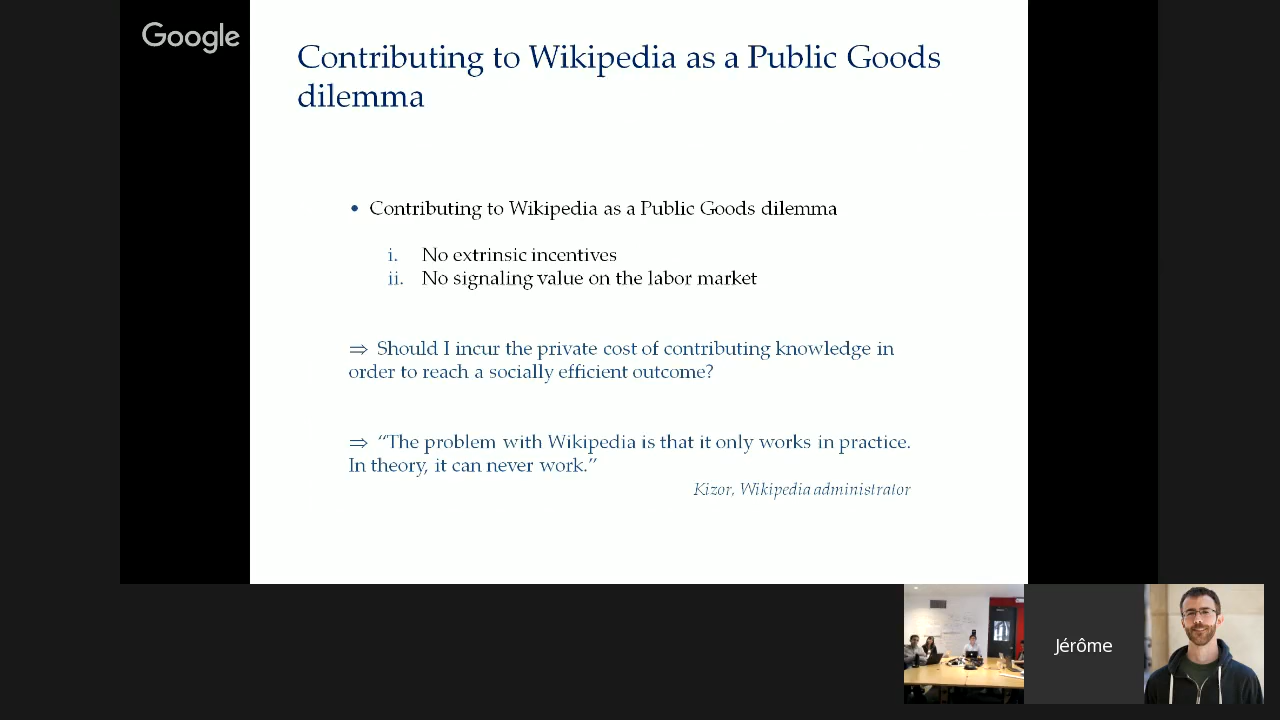 Google
Contributing to Wikipedia as a Public Goods
dilemma
• Contributing to Wikipedia as a Public Goods dilemma
i. No extrinsic incentives
ii. No signaling value on the labor market
⇒ Should I incur the private cost of contributing knowledge in
order to reach a socially efficient outcome?
⇒ “The problem with Wikipedia is that it only works in practice.
In theory, it can never work.”
Kizor, Wikipedia administrator
Jérôme